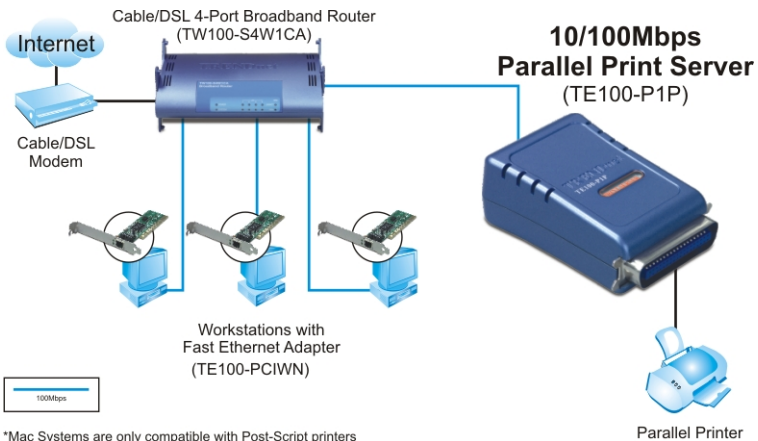 Internet
Cable/DSL 4-Port Broadband Router
(TW100-S4W1CA)
10/100Mbps
Parallel Print Server
(TE100-P1P)
Cable/DSL
Modem
TE100-P1P
Workstations with
Fast Ethernet Adapter
(TE100-PCIWN)
100Mbps
*Mac Systems are only compatible with Post-Script printers
Parallel Printer